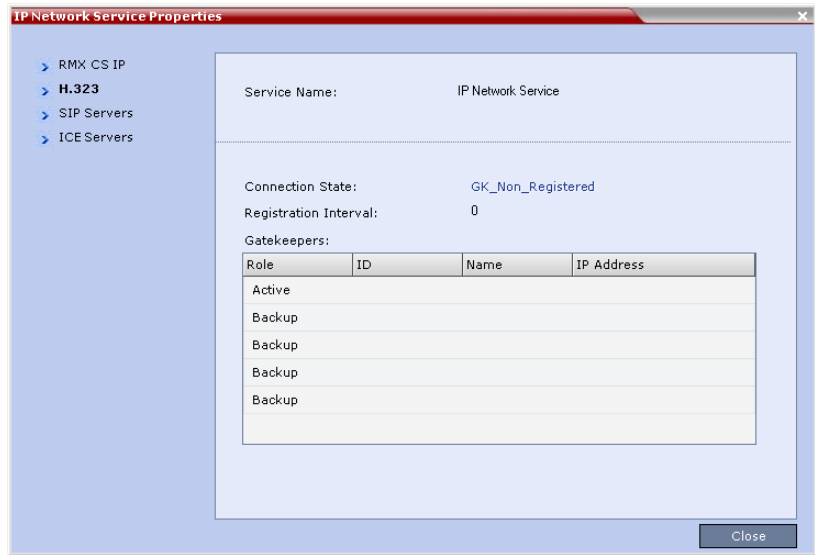 IP Network Service Properties
RMX CS IP
H.323
SIP Servers
ICE Servers
Service Name: IP Network Service
Connection State: GK_Non_Registered
Registration Interval: 0
Gatekeepers:
Role ID Name IP Address
Active
Backup
Backup
Backup
Backup
Close